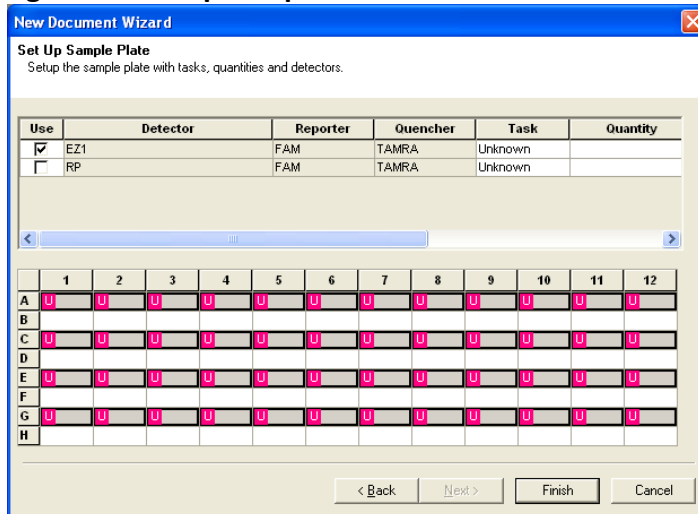 New Document Wizard
Set Up Sample Plate
Setup the sample plate with tasks, quantities and detectors.
Use Detector Reporter Quencher Task Quantity
EZ1 FAM TAMRA Unknown
RP FAM TAMRA Unknown
1 2 3 4 5 6 7 8 9 10 11 12
A U U U U U U U U U U U U
B
C U U U U U U U U U U U U
D
E U U U U U U U U U U U U
F
G U U U U U U U U U U U U
H
< Back Next > Finish Cancel